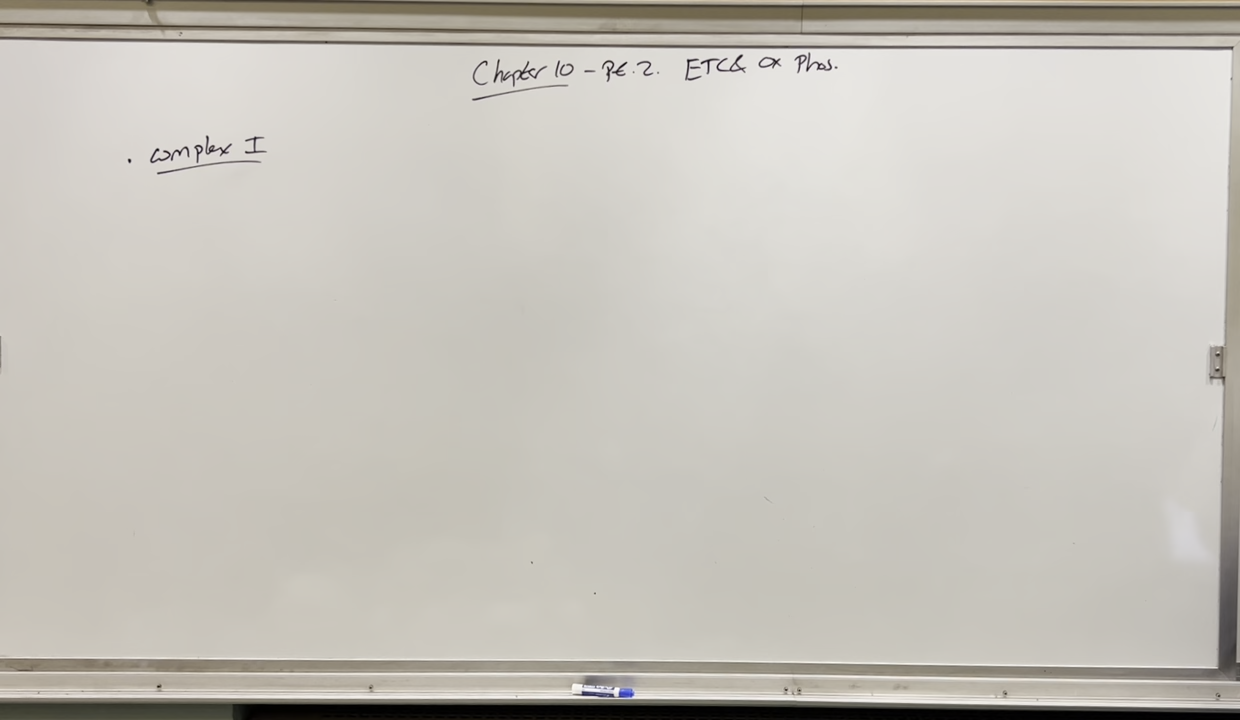 Chapter 10 - Pt. 2. ETC & Ox Phos.
. Complex I